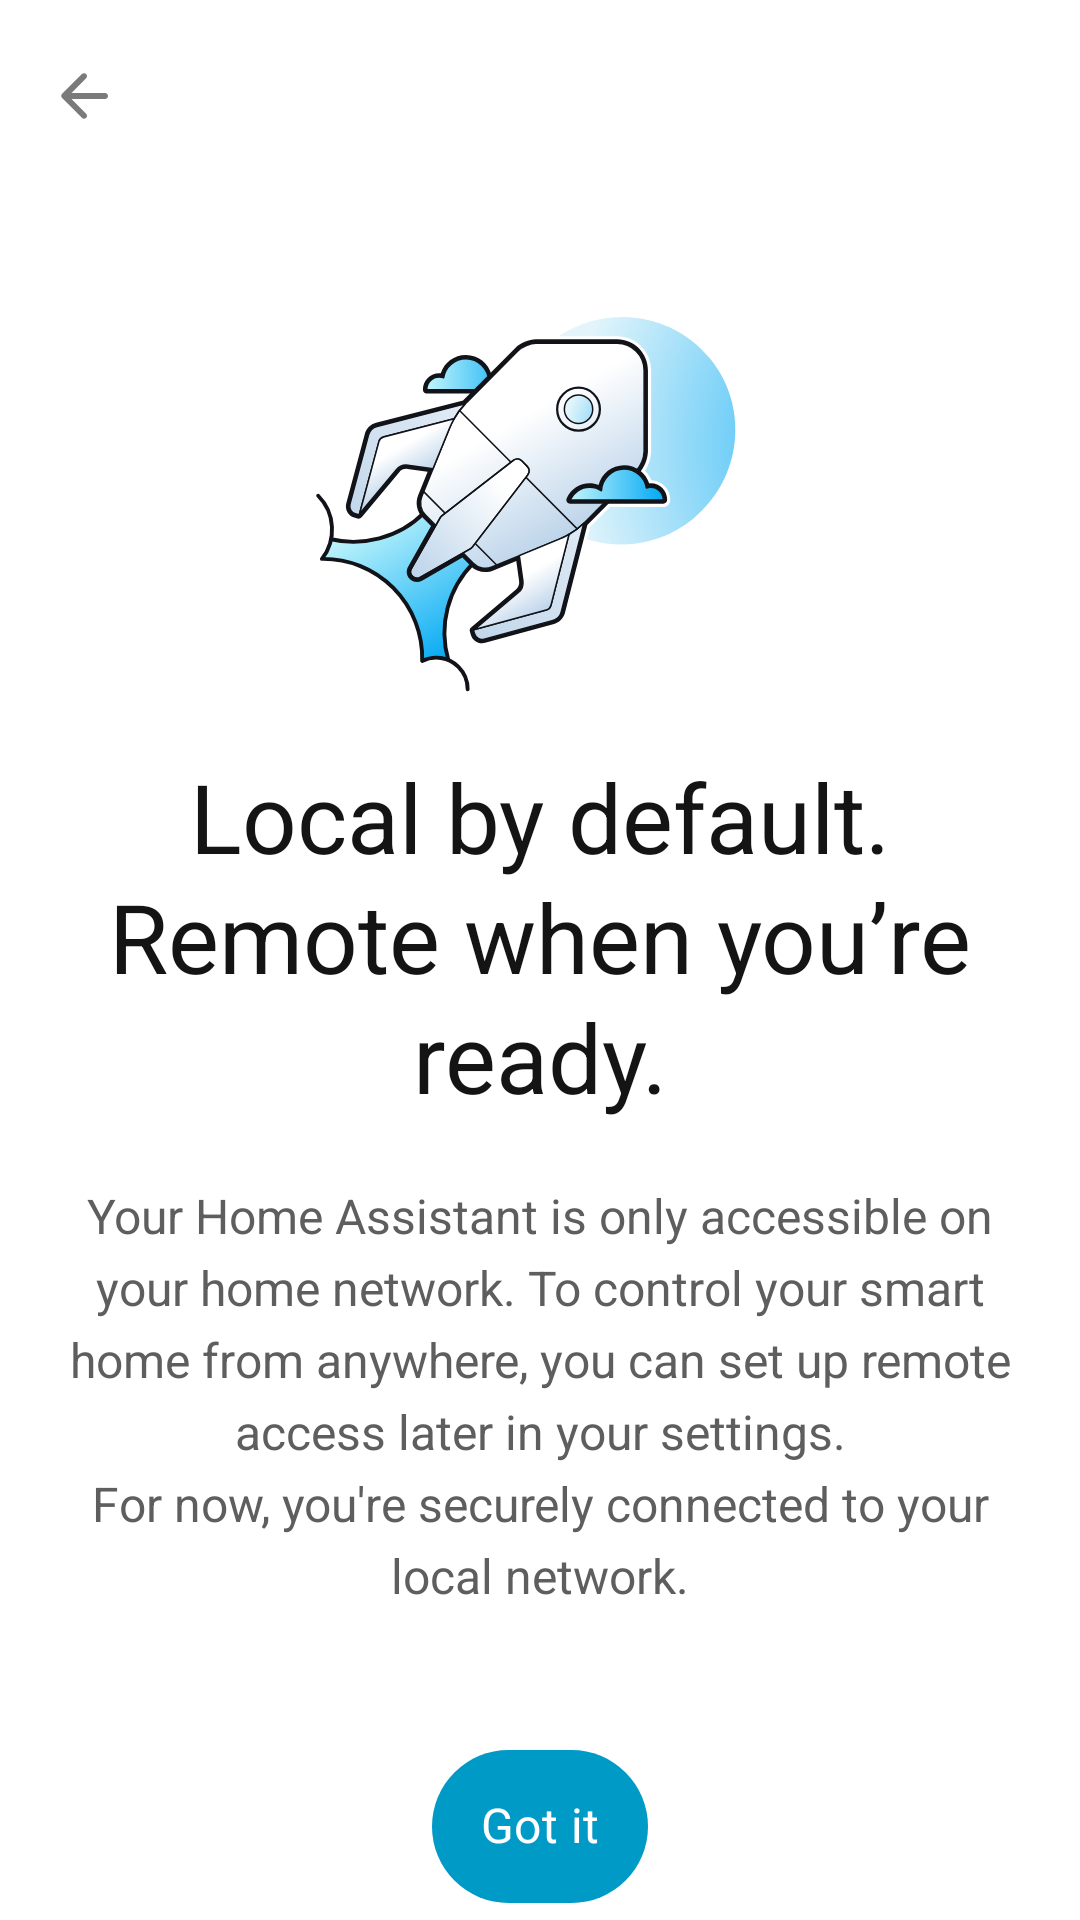 Local by default.
Remote when you’re
ready.
Your Home Assistant is only accessible on
your home network. To control your smart
home from anywhere, you can set up remote
access later in your settings.
For now, you're securely connected to your
local network.
Got it